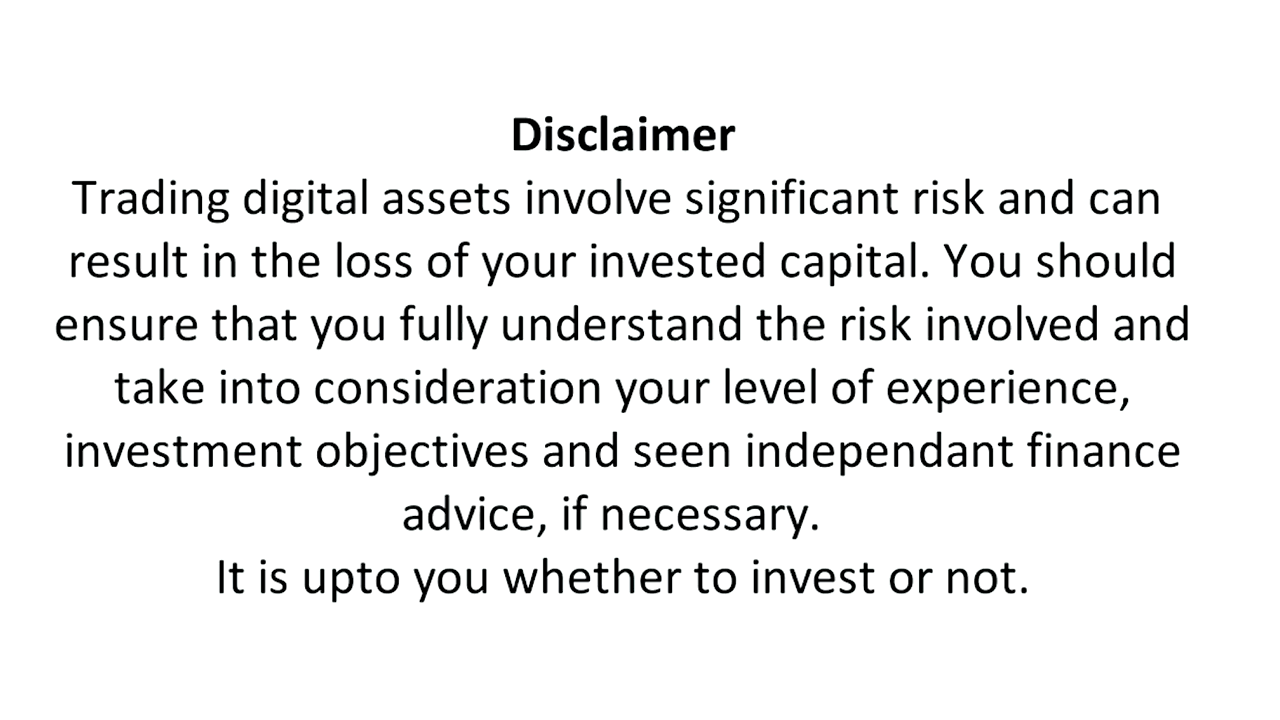 Disclaimer
Trading digital assets involve significant risk and can
result in the loss of your invested capital. You should
ensure that you fully understand the risk involved and
take into consideration your level of experience,
investment objectives and seen independant finance
advice, if necessary.
It is upto you whether to invest or not.